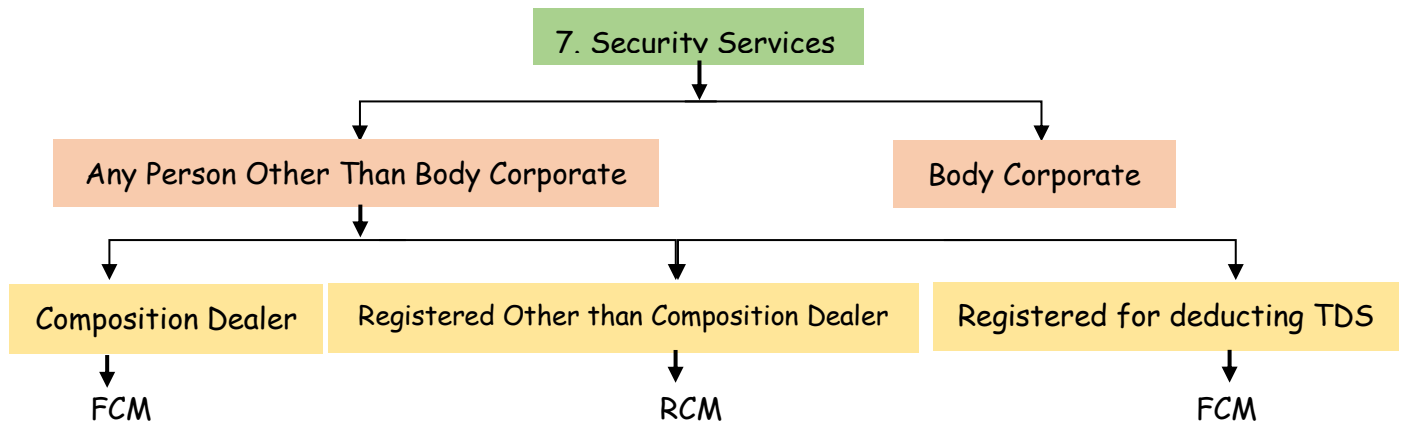 7. Security Services
Any Person Other Than Body Corporate
Body Corporate
Composition Dealer
Registered Other than Composition Dealer
Registered for deducting TDS
FCM
RCM
FCM